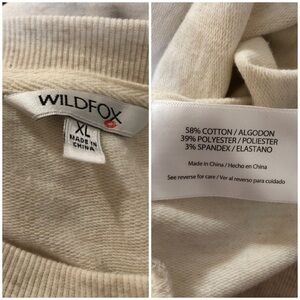 WILDFOX
XL
MADE IN
CHINA
58% COTTON / ALGODON
39% POLYESTER / POLIESTER
3% SPANDEX / ELASTANO
Made in China / Hecho en China
See reverse for care / Ver al reverso para cuidado